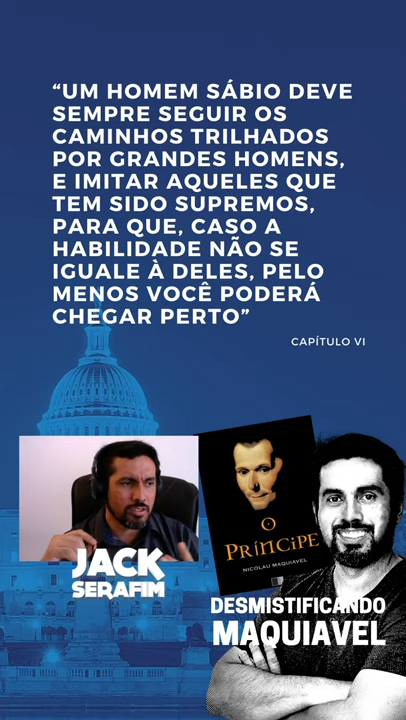 “UM HOMEM SÁBIO DEVE
SEMPRE SEGUIR OS
CAMINHOS TRILHADOS
POR GRANDES HOMENS,
E IMITAR AQUELES QUE
TEM SIDO SUPREMOS,
PARA QUE, CASO A
HABILIDADE NÃO SE
IGUALE À DELES, PELO
MENOS VOCÊ PODERÁ
CHEGAR PERTO”
CAPÍTULO VI
O
PRÍNCIPE
NICOLAU MAQUIAVEL
JACK
SERAFIM
DESMISTIFICANDO
MAQUIAVEL